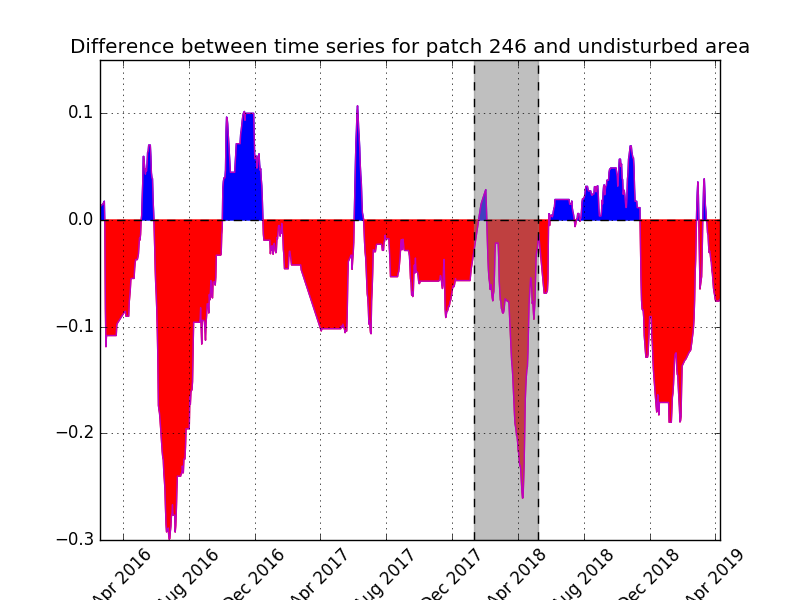 Difference between time series for patch 246 and undisturbed area
0.1
0.0
−0.1
−0.2
−0.3
Apr 2016
Aug 2016
Dec 2016
Apr 2017
Aug 2017
Dec 2017
Apr 2018
Aug 2018
Dec 2018
Apr 2019